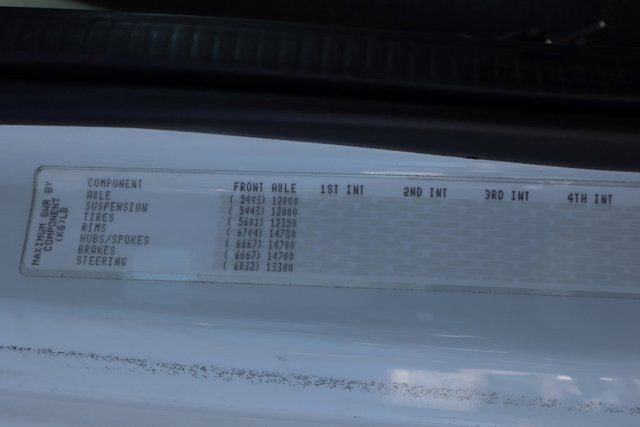 MAXIMUM GWR BY
COMPONENT
(KG)LB
COMPONENT FRONT AXLE 1ST INT 2ND INT 3RD INT 4TH INT
AXLE ( 5443) 12000
SUSPENSION ( 5443) 12000
TIRES ( 5601) 12350
RIMS ( 6704) 14780
HUBS/SPOKES ( 6667) 14700
BRAKES ( 6667) 14700
STEERING ( 6032) 13300